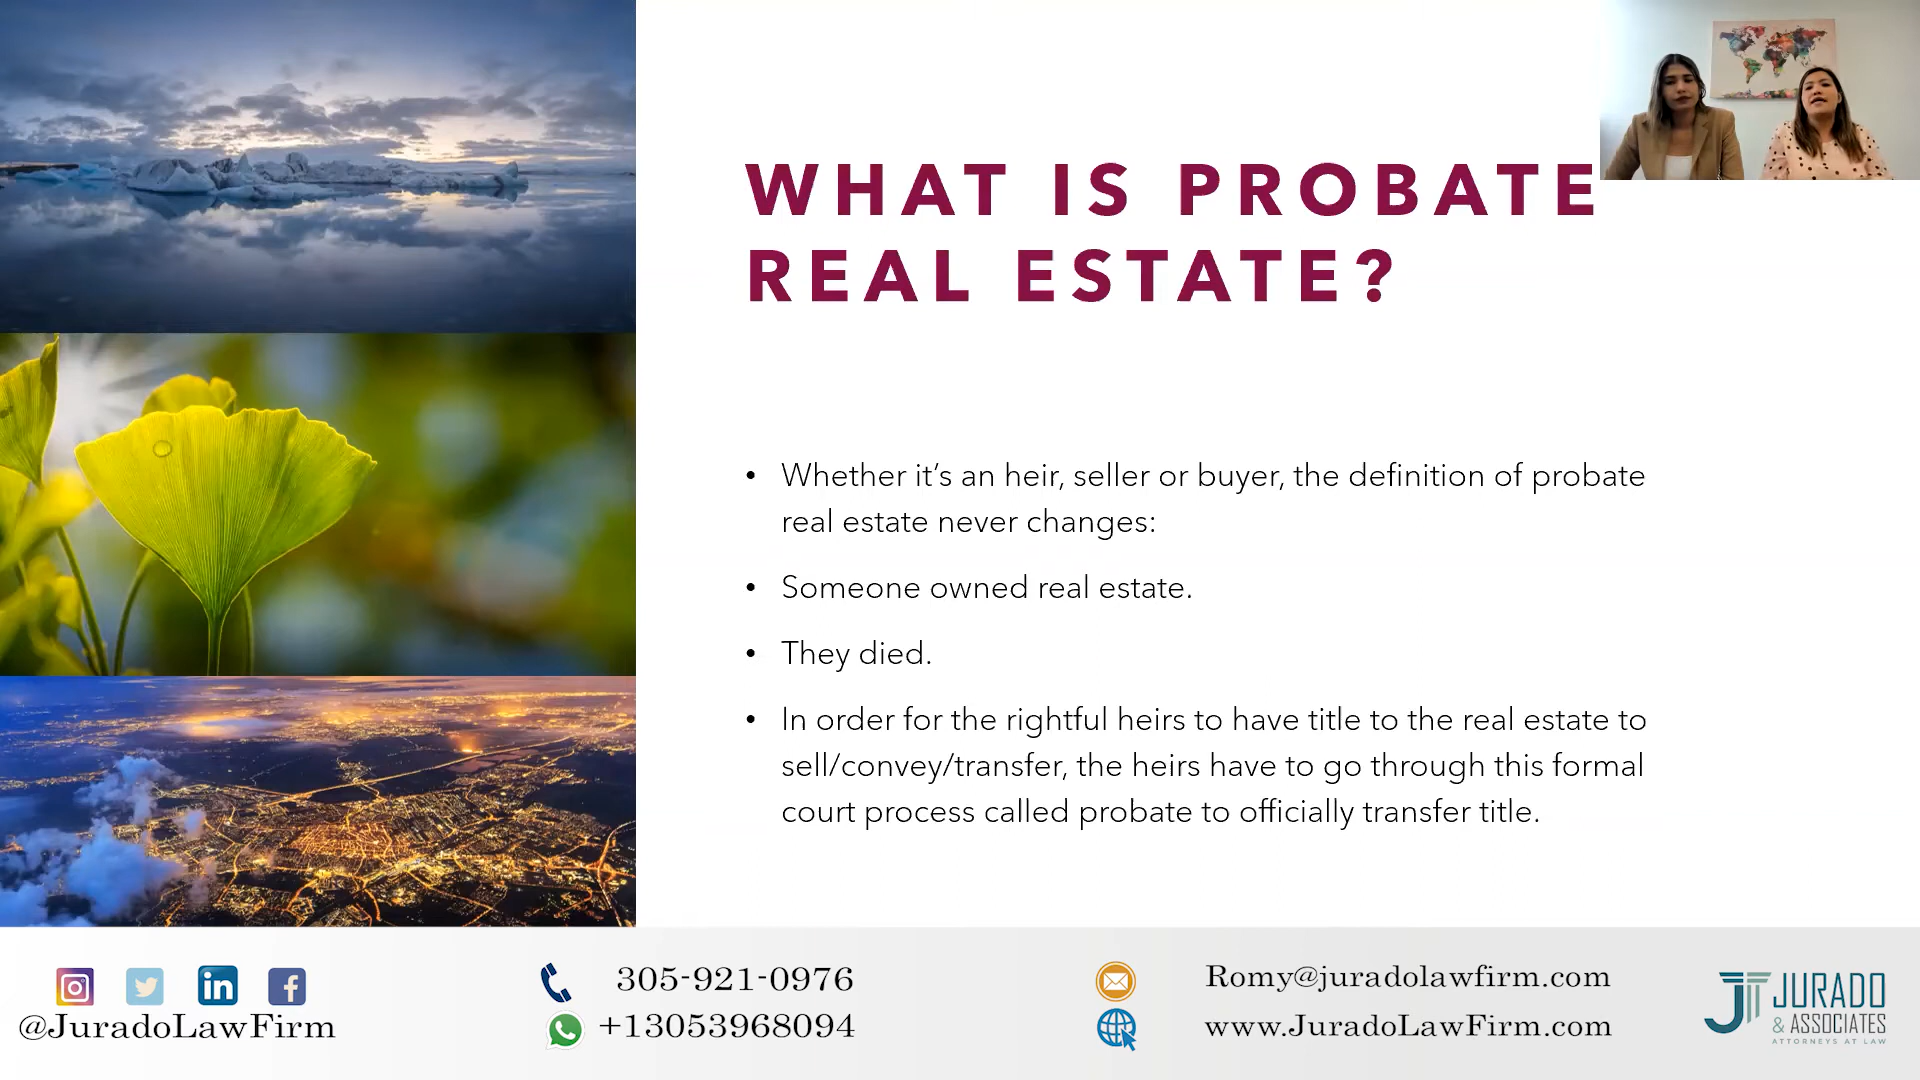 WHAT IS PROBATE
REAL ESTATE?
• Whether it’s an heir, seller or buyer, the definition of probate
real estate never changes:
• Someone owned real estate.
• They died.
• In order for the rightful heirs to have title to the real estate to
sell/convey/transfer, the heirs have to go through this formal
court process called probate to officially transfer title.
@JuradoLawFirm
305-921-0976
+13053968094
Romy@juradolawfirm.com
www.JuradoLawFirm.com
JURADO
& ASSOCIATES
ATTORNEYS AT LAW